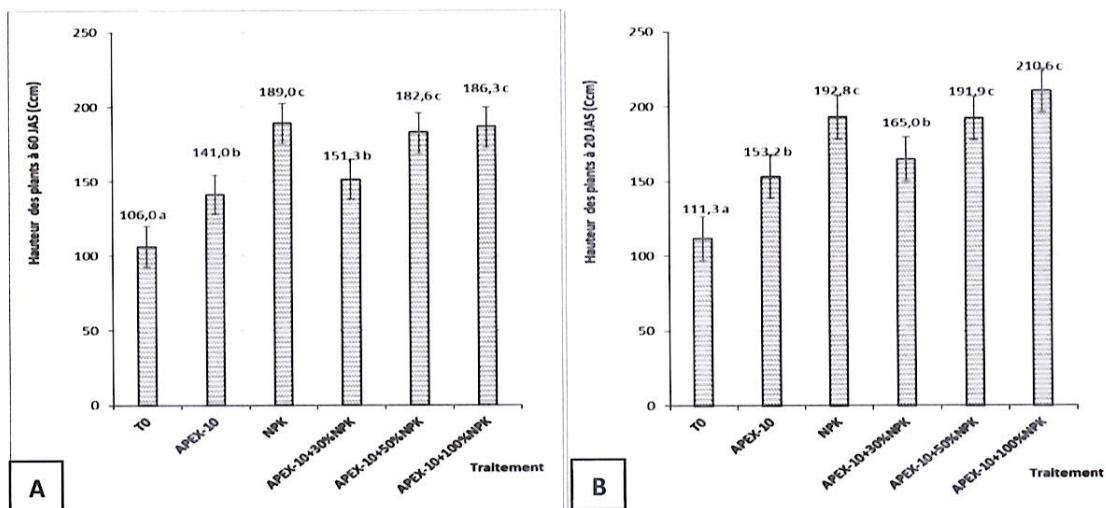 Hauteur des plants à 60 JAS (Ccm)
250
200
150
100
50
0
106,0 a
141,0 b
189,0 c
151,3 b
182,6 c
186,3 c
T0
APEX-10
NPK
APEX-10+30%NPK
APEX-10+50%NPK
APEX-10+100%NPK
Traitement
A
Hauteur des plants à 20 JAS (Ccm)
250
200
150
100
50
0
111,3 a
153,2 b
192,8 c
165,0 b
191,9 c
210,6 c
T0
APEX-10
NPK
APEX-10+30%NPK
APEX-10+50%NPK
APEX-10+100%NPK
Traitement
B